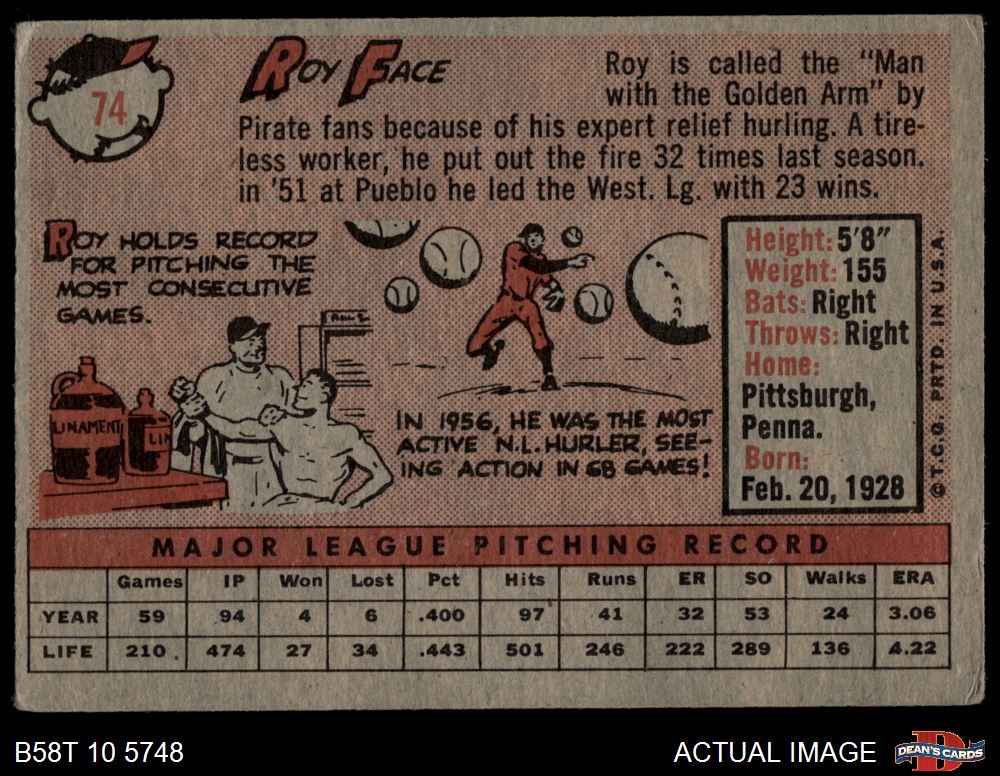 74
ROY FACE
Roy is called the "Man
with the Golden Arm" by
Pirate fans because of his expert relief hurling. A tire-
less worker, he put out the fire 32 times last season.
in '51 at Pueblo he led the West. Lg. with 23 wins.
ROY HOLDS RECORD
FOR PITCHING THE
MOST CONSECUTIVE
GAMES.
LINAMENT
LIN
IN 1956, HE WAS THE MOST
ACTIVE N.L. HURLER, SEE-
ING ACTION IN 68 GAMES!
Height: 5'8"
Weight: 155
Bats: Right
Throws: Right
Home:
Pittsburgh,
Penna.
Born:
Feb. 20, 1928
© T.C.G. PRTD. IN U.S.A.
MAJOR LEAGUE PITCHING RECORD
Games IP Won Lost Pct Hits Runs ER SO Walks ERA
YEAR 59 94 4 6 .400 97 41 32 53 24 3.06
LIFE 210 474 27 34 .443 501 246 222 289 136 4.22
B58T 10 5748
ACTUAL IMAGE
D
DEAN'S CARDS